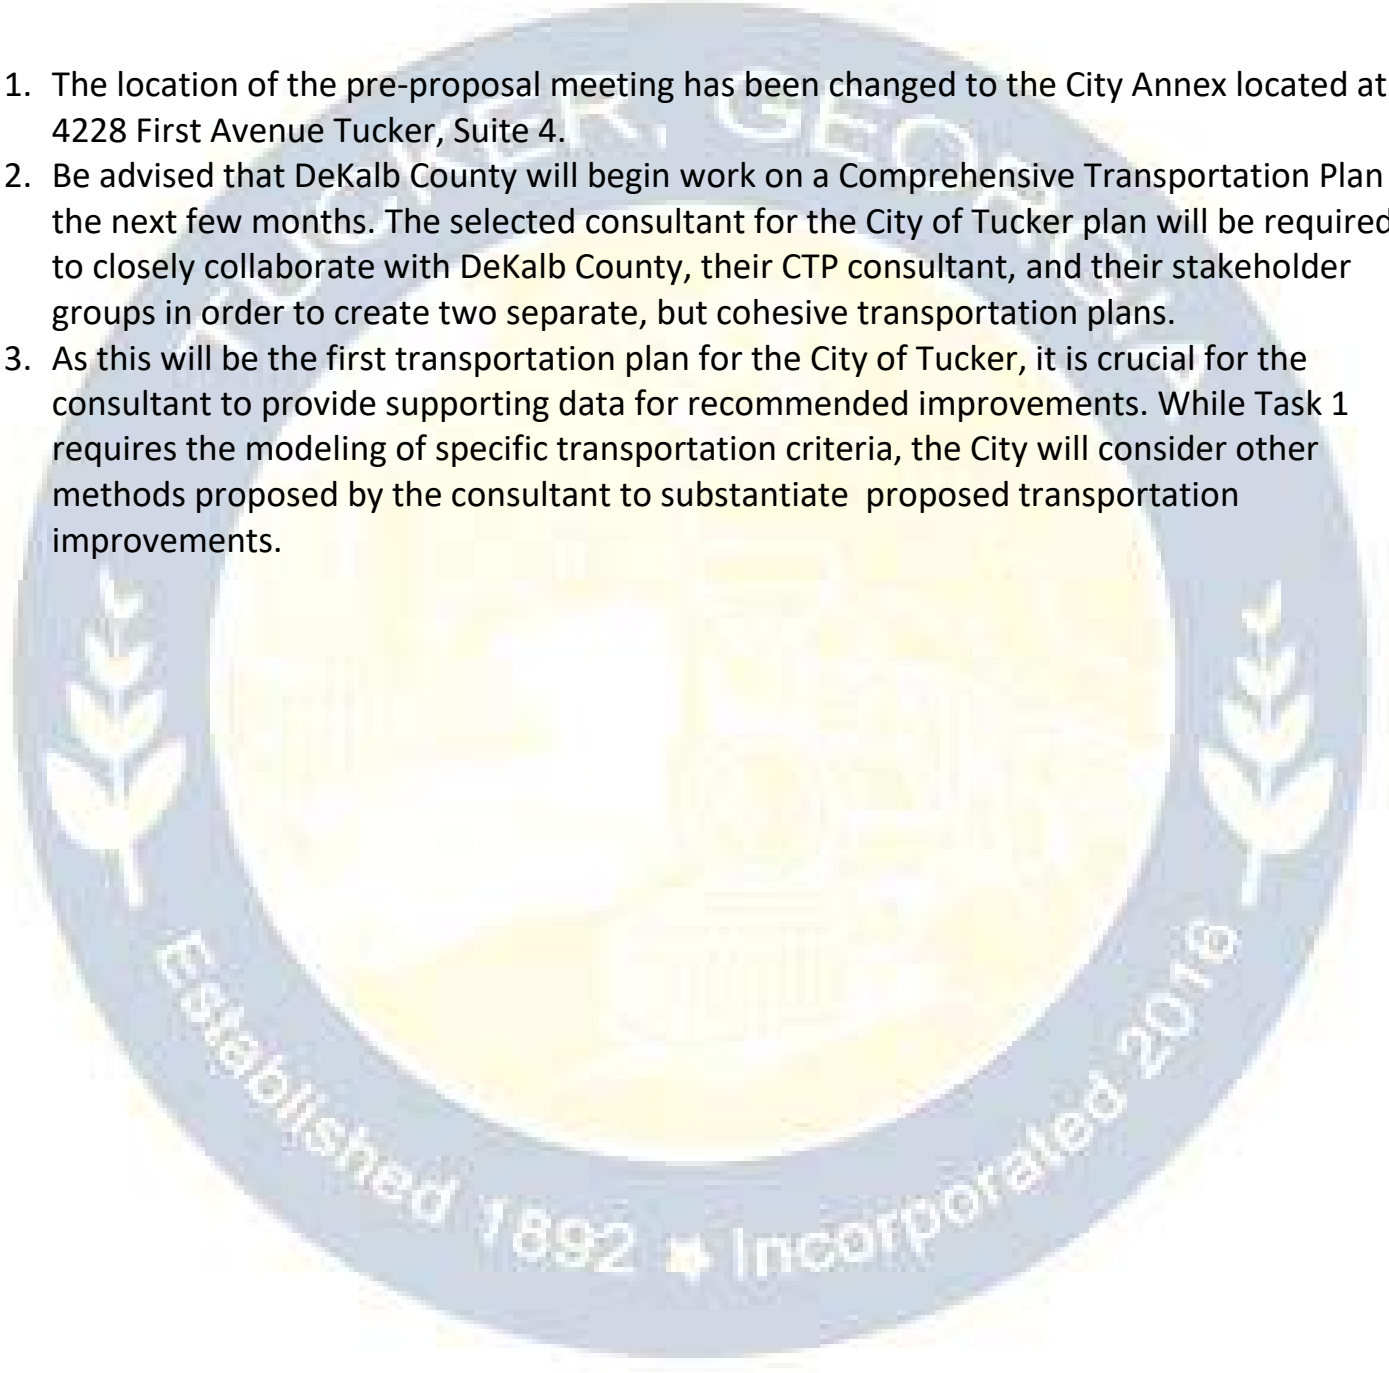 1. The location of the pre-proposal meeting has been changed to the City Annex located at
4228 First Avenue Tucker, Suite 4.
2. Be advised that DeKalb County will begin work on a Comprehensive Transportation Plan
the next few months. The selected consultant for the City of Tucker plan will be required
to closely collaborate with DeKalb County, their CTP consultant, and their stakeholder
groups in order to create two separate, but cohesive transportation plans.
3. As this will be the first transportation plan for the City of Tucker, it is crucial for the
consultant to provide supporting data for recommended improvements. While Task 1
requires the modeling of specific transportation criteria, the City will consider other
methods proposed by the consultant to substantiate  proposed transportation
improvements.
TUCKER, GEORGIA
Established 1892 ★ Incorporated 2016